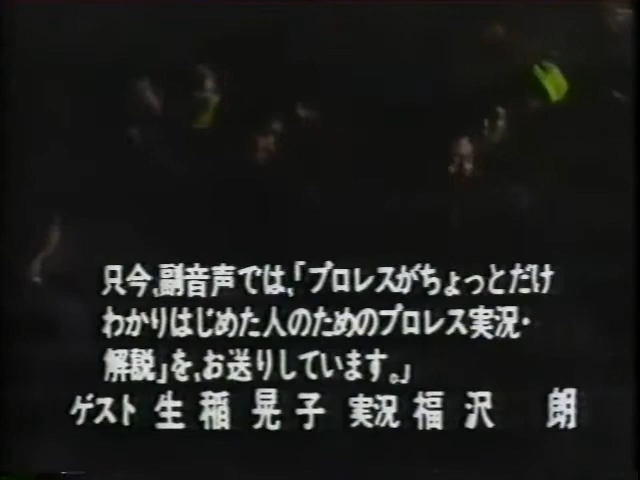 只今、副音声では、「プロレスがちょっとだけ
わかりはじめた人のためのプロレス実況・
解説」を、お送りしています。」
ゲスト 生稲晃子 実況 福沢 朗